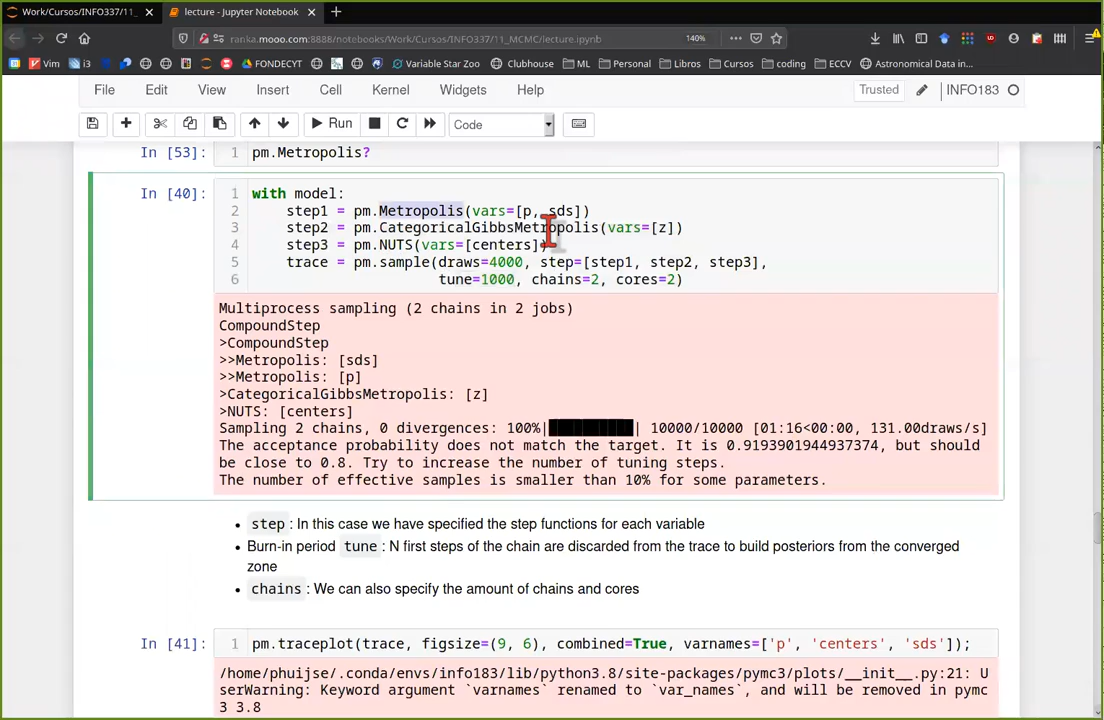 Work/Cursos/INFO337/11_
lecture - Jupyter Notebook
ranka.mooo.com:8888/notebooks/Work/Cursos/INFO337/11_MCMC/lecture.ipynb
140%
Vim
i3
FONDECYT
Variable Star Zoo
Clubhouse
ML
Personal
Libros
Cursos
coding
ECCV
Astronomical Data in...
File Edit View Insert Cell Kernel Widgets Help
Trusted
INFO183
Run
Code
In [53]: 1 pm.Metropolis?
In [40]: 1 with model:
2 step1 = pm.Metropolis(vars=[p, sds])
3 step2 = pm.CategoricalGibbsMetropolis(vars=[z])
4 step3 = pm.NUTS(vars=[centers])
5 trace = pm.sample(draws=4000, step=[step1, step2, step3],
6 tune=1000, chains=2, cores=2)
Multiprocess sampling (2 chains in 2 jobs)
CompoundStep
>CompoundStep
>>Metropolis: [sds]
>>Metropolis: [p]
>CategoricalGibbsMetropolis: [z]
>NUTS: [centers]
Sampling 2 chains, 0 divergences: 100%|██████████| 10000/10000 [01:16<00:00, 131.00draws/s]
The acceptance probability does not match the target. It is 0.9193901944937374, but should
be close to 0.8. Try to increase the number of tuning steps.
The number of effective samples is smaller than 10% for some parameters.
• step : In this case we have specified the step functions for each variable
• Burn-in period tune : N first steps of the chain are discarded from the trace to build posteriors from the converged
zone
• chains : We can also specify the amount of chains and cores
In [41]: 1 pm.traceplot(trace, figsize=(9, 6), combined=True, varnames=['p', 'centers', 'sds']);
/home/phuijse/.conda/envs/info183/lib/python3.8/site-packages/pymc3/plots/__init__.py:21: U
serWarning: Keyword argument `varnames` renamed to `var_names`, and will be removed in pymc
3 3.8